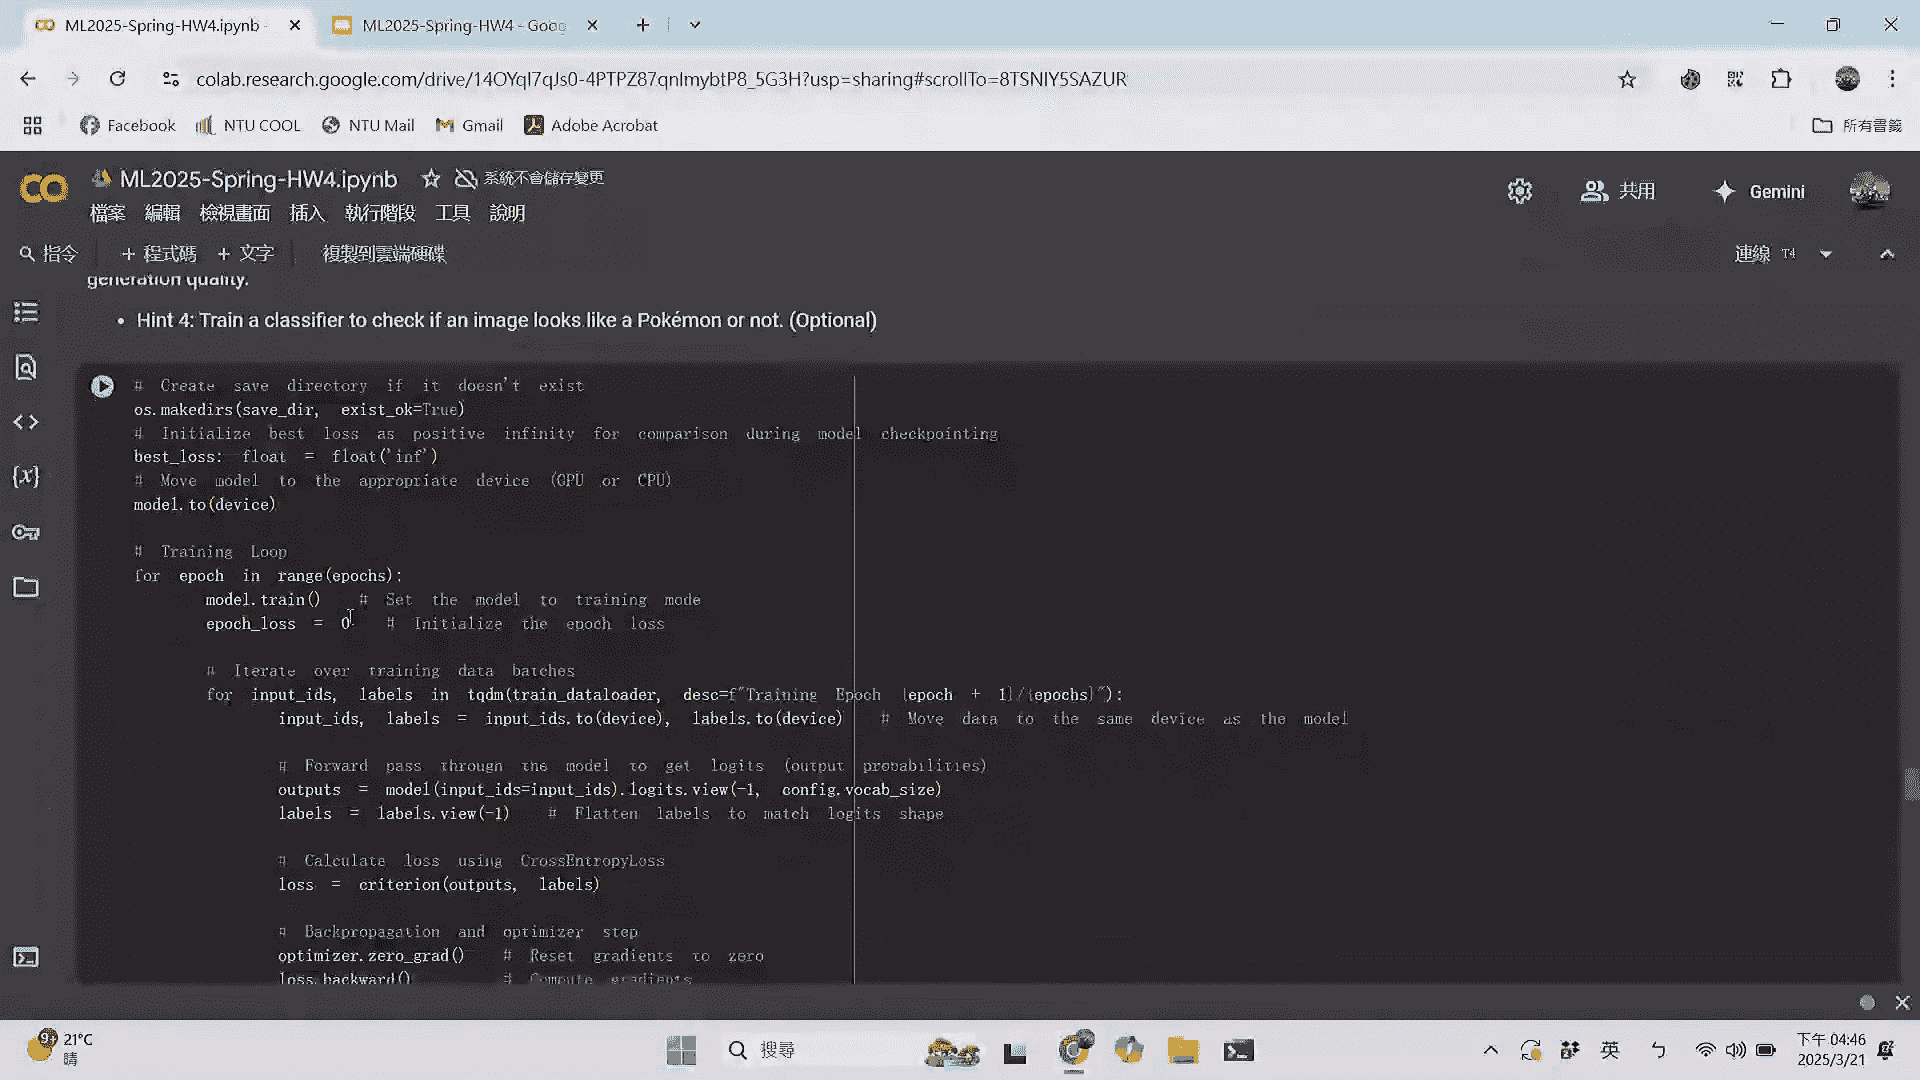 ML2025-Spring-HW4.ipynb -
ML2025-Spring-HW4 - Goog
colab.research.google.com/drive/14OYqI7qJs0-4PTPZ87qnImybtP8_5G3H?usp=sharing#scrollTo=8TSNIY5SAZUR
Facebook NTU COOL NTU Mail Gmail Adobe Acrobat 所有書籤
ML2025-Spring-HW4.ipynb 系統不會儲存變更
檔案 編輯 檢視畫面 插入 執行階段 工具 說明
共用 Gemini
指令 + 程式碼 + 文字 複製到雲端硬碟 連線 T4
generation quality.
• Hint 4: Train a classifier to check if an image looks like a Pokémon or not. (Optional)
# Create save directory if it doesn't exist
os.makedirs(save_dir, exist_ok=True)
# Initialize best loss as positive infinity for comparison during model checkpointing
best_loss: float = float('inf')
# Move model to the appropriate device (GPU or CPU)
model.to(device)
# Training Loop
for epoch in range(epochs):
model.train() # Set the model to training mode
epoch_loss = 0 # Initialize the epoch loss
# Iterate over training data batches
for input_ids, labels in tqdm(train_dataloader, desc=f"Training Epoch {epoch + 1}/{epochs}"):
input_ids, labels = input_ids.to(device), labels.to(device) # Move data to the same device as the model
# Forward pass through the model to get logits (output probabilities)
outputs = model(input_ids=input_ids).logits.view(-1, config.vocab_size)
labels = labels.view(-1) # Flatten labels to match logits shape
# Calculate loss using CrossEntropyLoss
loss = criterion(outputs, labels)
# Backpropagation and optimizer step
optimizer.zero_grad() # Reset gradients to zero
loss.backward() # Compute gradients
9+ 21°C
晴
搜尋
英 ㄅ
下午 04:46
2025/3/21